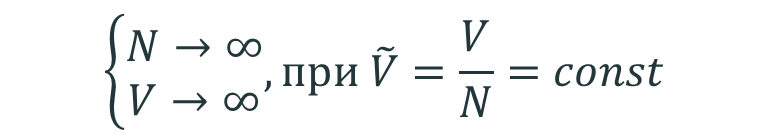 {N → ∞
V → ∞, при Ṽ = V/N = const